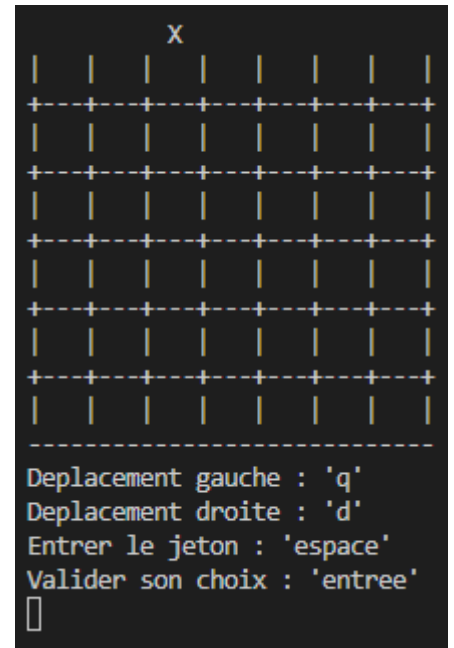 X
|   |   |   |   |   |   |   |
+---+---+---+---+---+---+---+
|   |   |   |   |   |   |   |
+---+---+---+---+---+---+---+
|   |   |   |   |   |   |   |
+---+---+---+---+---+---+---+
|   |   |   |   |   |   |   |
+---+---+---+---+---+---+---+
|   |   |   |   |   |   |   |
+---+---+---+---+---+---+---+
|   |   |   |   |   |   |   |
-----------------------------
Deplacement gauche : 'q'
Deplacement droite : 'd'
Entrer le jeton : 'espace'
Valider son choix : 'entree'